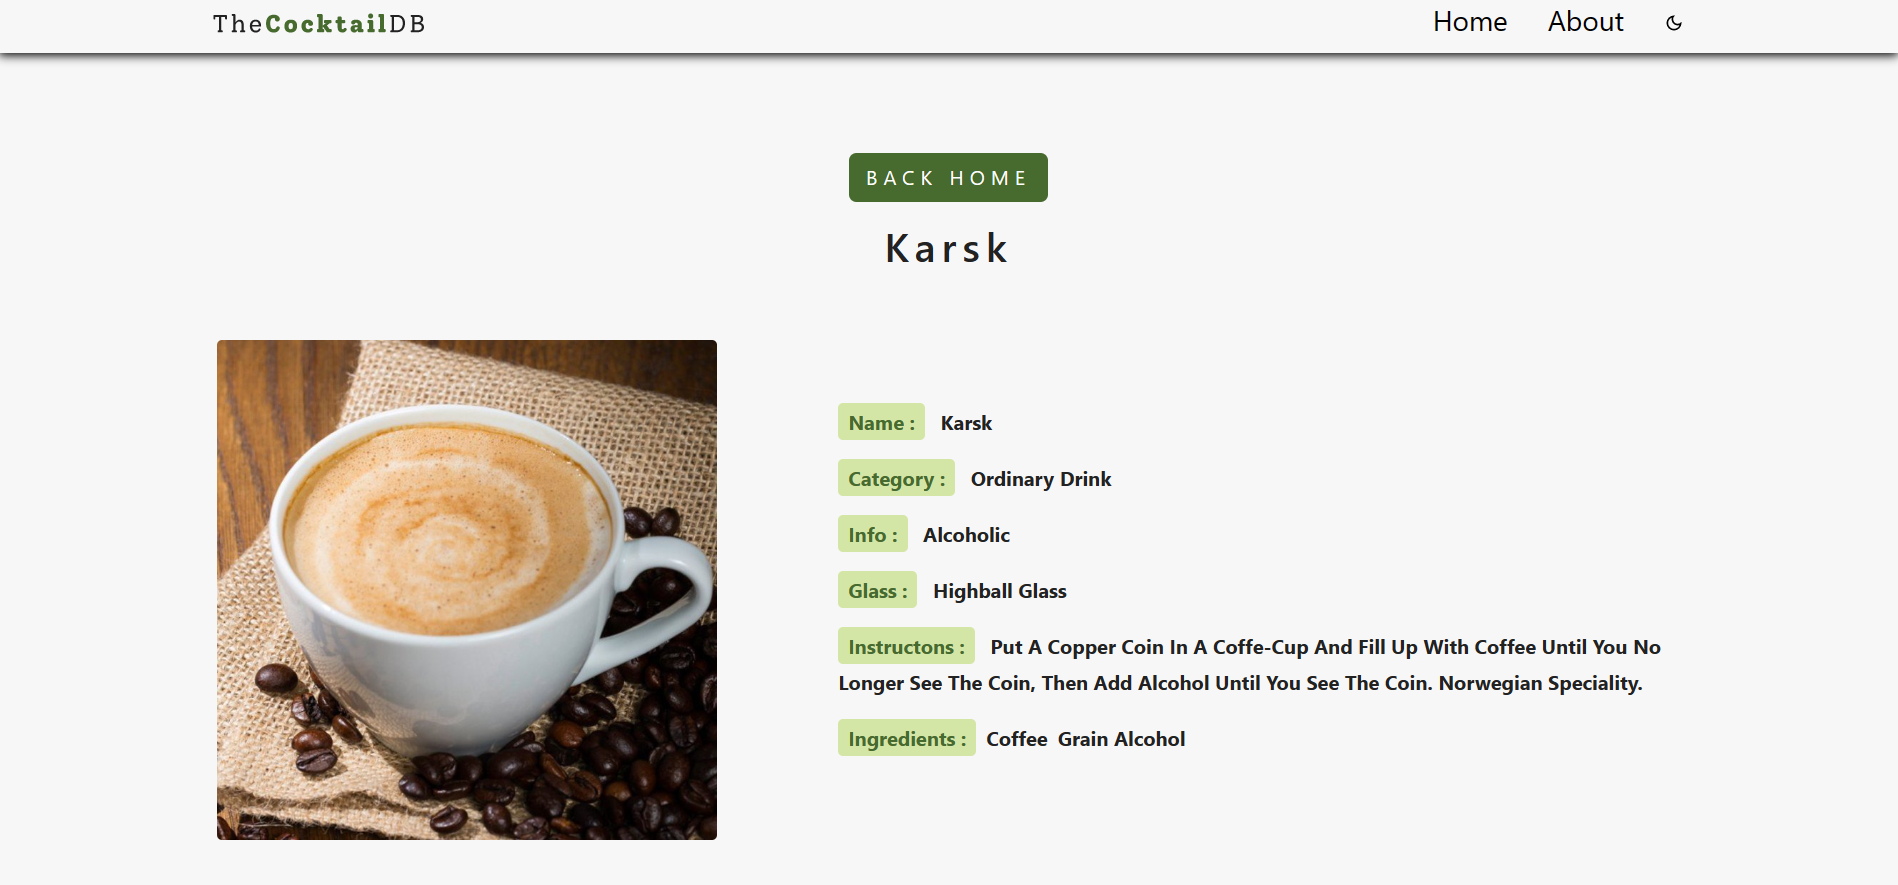 TheCocktailDB
Home About
BACK HOME
Karsk
Name : Karsk
Category : Ordinary Drink
Info : Alcoholic
Glass : Highball Glass
Instructons : Put A Copper Coin In A Coffe-Cup And Fill Up With Coffee Until You No
Longer See The Coin, Then Add Alcohol Until You See The Coin. Norwegian Speciality.
Ingredients : Coffee Grain Alcohol